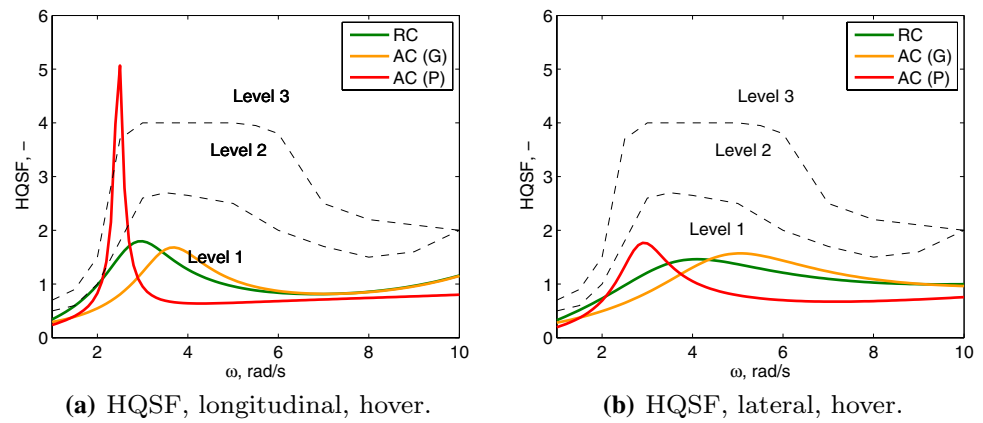 6
5
4
3
2
1
0
HQSF, –
2
4
6
8
10
ω, rad/s
RC
AC (G)
AC (P)
Level 3
Level 2
Level 1
(a) HQSF, longitudinal, hover.
6
5
4
3
2
1
0
HQSF, –
2
4
6
8
10
ω, rad/s
RC
AC (G)
AC (P)
Level 3
Level 2
Level 1
(b) HQSF, lateral, hover.